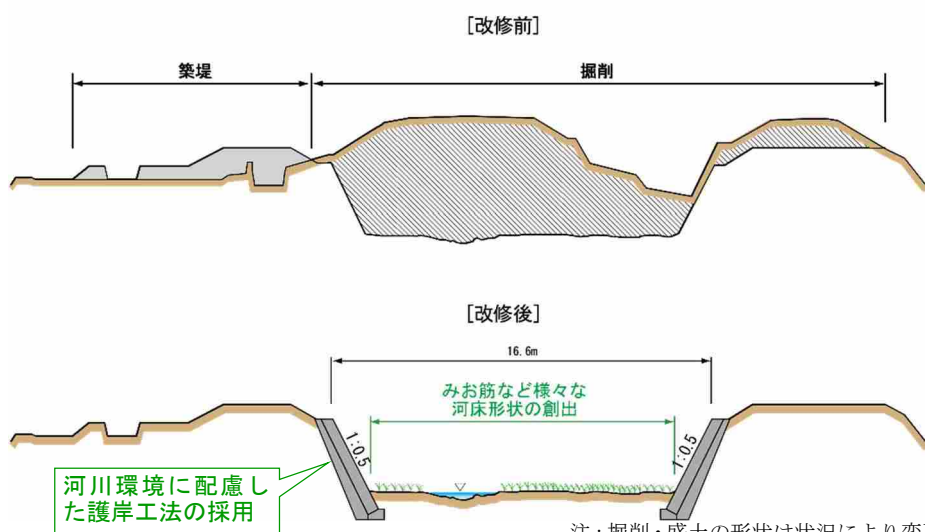 [改修前]
築堤
掘削
[改修後]
16.6m
みお筋など様々な
河床形状の創出
1:0.5
1:0.5
河川環境に配慮し
た護岸工法の採用
注:掘削・盛土の形状は状況により変